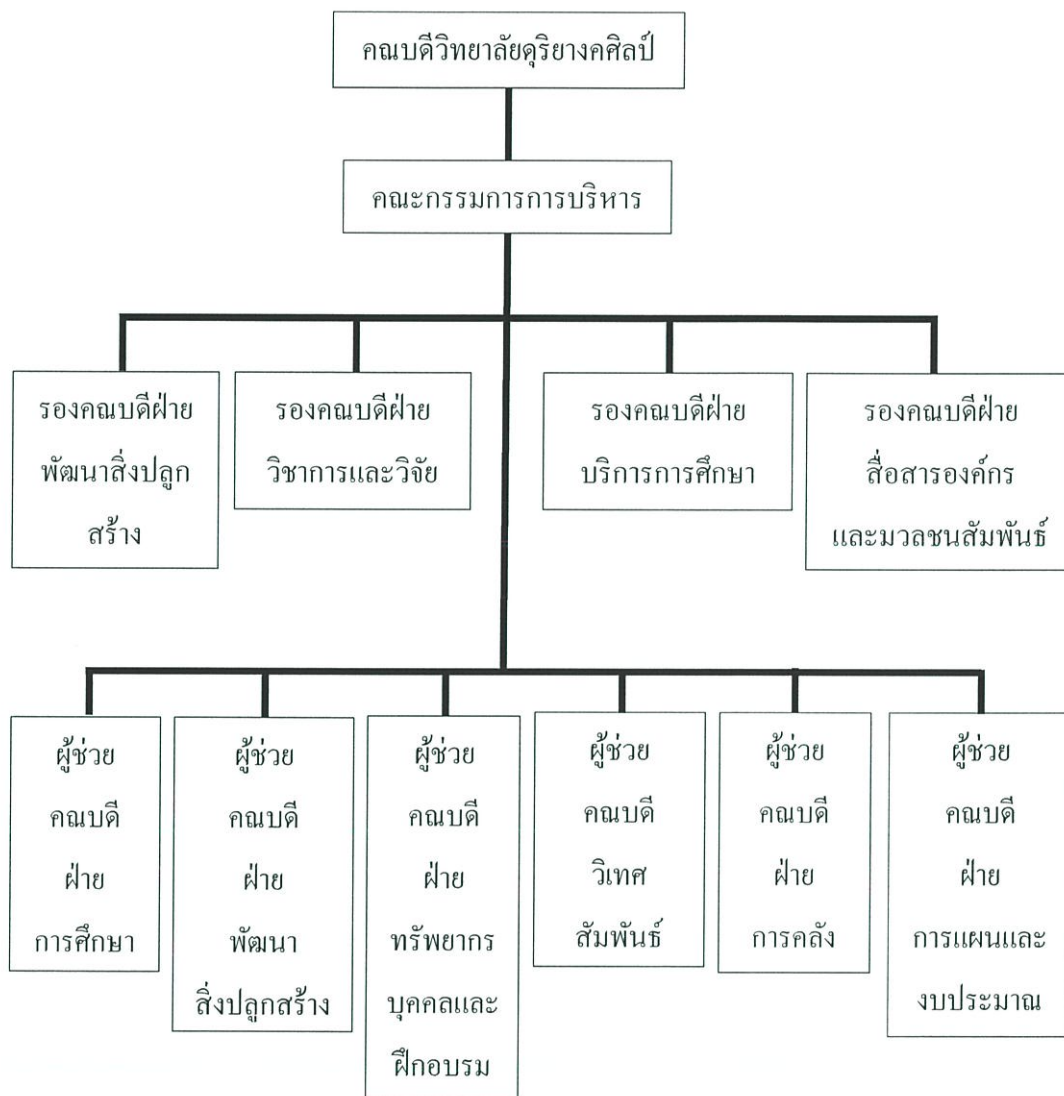 คณบดีวิทยาลัยดุริยางคศิลป์
คณะกรรมการการบริหาร
รองคณบดีฝ่าย
พัฒนาสิ่งปลูก
สร้าง
รองคณบดีฝ่าย
วิชาการและวิจัย
รองคณบดีฝ่าย
บริการการศึกษา
รองคณบดีฝ่าย
สื่อสารองค์กร
และมวลชนสัมพันธ์
ผู้ช่วย
คณบดี
ฝ่าย
การศึกษา
ผู้ช่วย
คณบดี
ฝ่าย
พัฒนา
สิ่งปลูกสร้าง
ผู้ช่วย
คณบดี
ฝ่าย
ทรัพยากร
บุคคลและ
ฝึกอบรม
ผู้ช่วย
คณบดี
วิเทศ
สัมพันธ์
ผู้ช่วย
คณบดี
ฝ่าย
การคลัง
ผู้ช่วย
คณบดี
ฝ่าย
การแผนและ
งบประมาณ